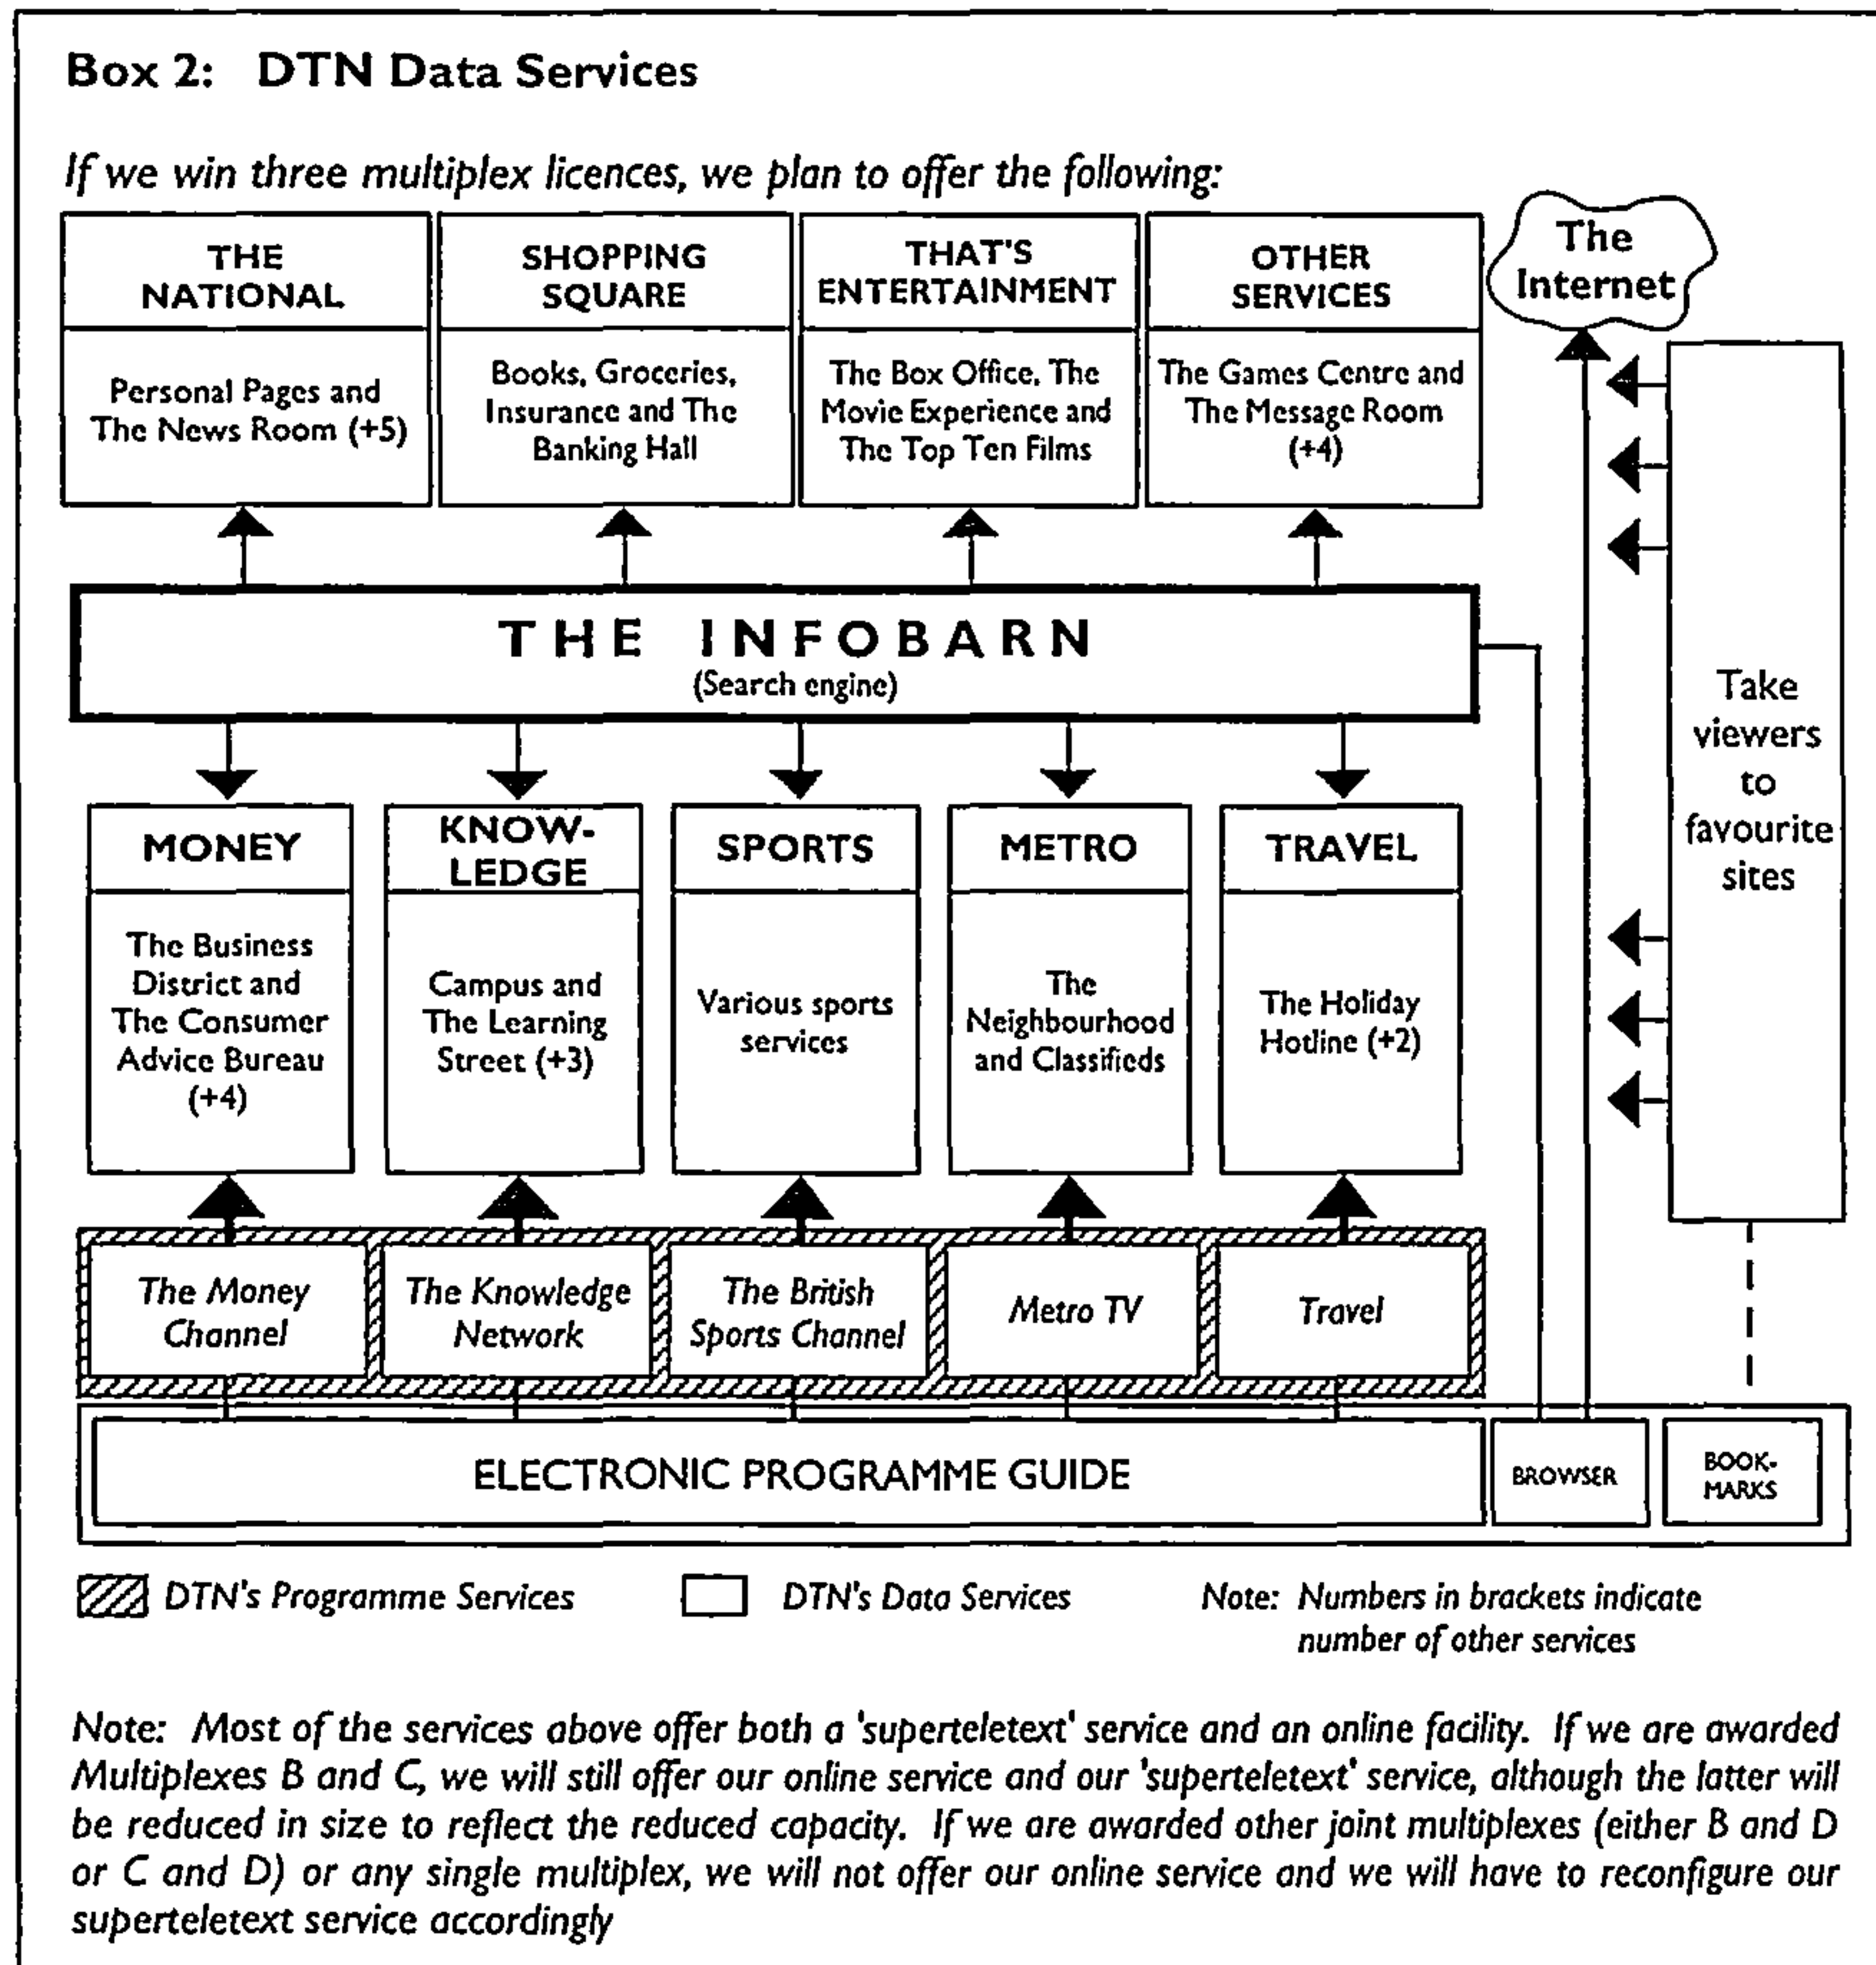 Box 2: DTN Data Services
If we win three multiplex licences, we plan to offer the following:
THE
NATIONAL
Personal Pages and
The News Room (+5)
SHOPPING
SQUARE
Books, Groceries,
Insurance and The
Banking Hall
THAT'S
ENTERTAINMENT
The Box Office, The
Movie Experience and
The Top Ten Films
OTHER
SERVICES
The Games Centre and
The Message Room
(+4)
The
Internet
THE INFOBARN
(Search engine)
Take
viewers
to
favourite
sites
MONEY
The Business
District and
The Consumer
Advice Bureau
(+4)
KNOW-
LEDGE
Campus and
The Learning
Street (+3)
SPORTS
Various sports
services
METRO
The
Neighbourhood
and Classifieds
TRAVEL
The Holiday
Hotline (+2)
The Money
Channel
The Knowledge
Network
The British
Sports Channel
Metro TV
Travel
ELECTRONIC PROGRAMME GUIDE
BROWSER
BOOK-
MARKS
DTN's Programme Services
DTN's Data Services
Note: Numbers in brackets indicate
number of other services
Note: Most of the services above offer both a 'superteletext' service and an online facility. If we are awarded
Multiplexes B and C, we will still offer our online service and our 'superteletext' service, although the latter will
be reduced in size to reflect the reduced capacity. If we are awarded other joint multiplexes (either B and D
or C and D) or any single multiplex, we will not offer our online service and we will have to reconfigure our
superteletext service accordingly